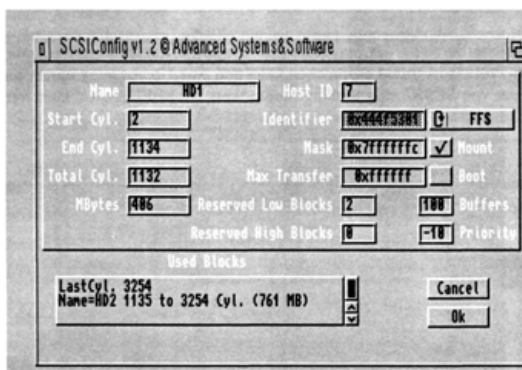 SCSIConfig v1.2 © Advanced Systems&Software
Name HD1 Host ID 7
Start Cyl. 2 Identifier 0x444f5301 FFS
End Cyl. 1134 Mask 0x7ffffffc Mount
Total Cyl. 1132 Max Transfer 0xffffff Boot
MBytes 406 Reserved Low Blocks 2 100 Buffers
Reserved High Blocks 0 -10 Priority
Used Blocks
LastCyl. 3254
Name=HD2 1135 to 3254 Cyl. (761 MB)
Cancel
Ok